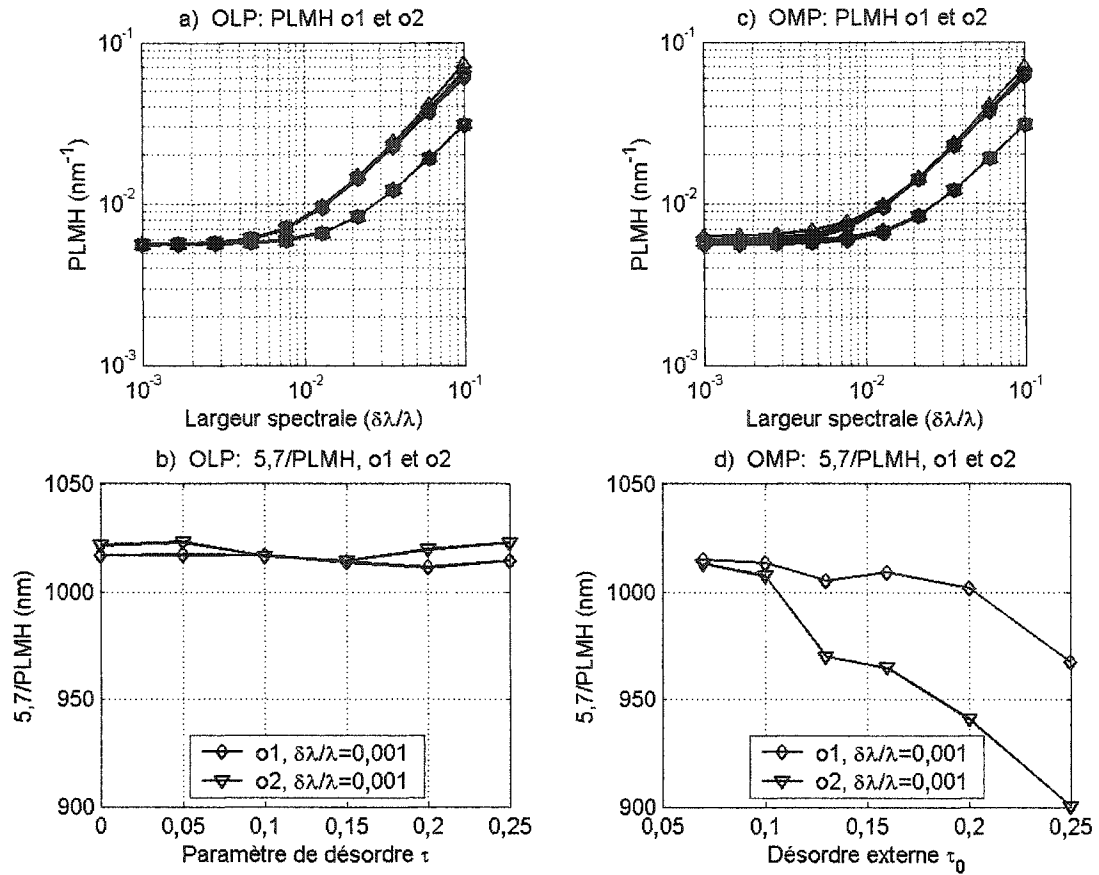 a) OLP: PLMH o1 et o2
10⁻¹
10⁻²
10⁻³
PLMH (nm⁻¹)
10⁻³
10⁻²
10⁻¹
Largeur spectrale (δλ/λ)
c) OMP: PLMH o1 et o2
10⁻¹
10⁻²
10⁻³
PLMH (nm⁻¹)
10⁻³
10⁻²
10⁻¹
Largeur spectrale (δλ/λ)
b) OLP: 5,7/PLMH, o1 et o2
1050
1000
950
900
5,7/PLMH (nm)
o1, δλ/λ=0,001
o2, δλ/λ=0,001
0
0,05
0,1
0,15
0,2
0,25
Paramètre de désordre τ
d) OMP: 5,7/PLMH, o1 et o2
1050
1000
950
900
5,7/PLMH (nm)
o1, δλ/λ=0,001
o2, δλ/λ=0,001
0,05
0,1
0,15
0,2
0,25
Désordre externe τ₀